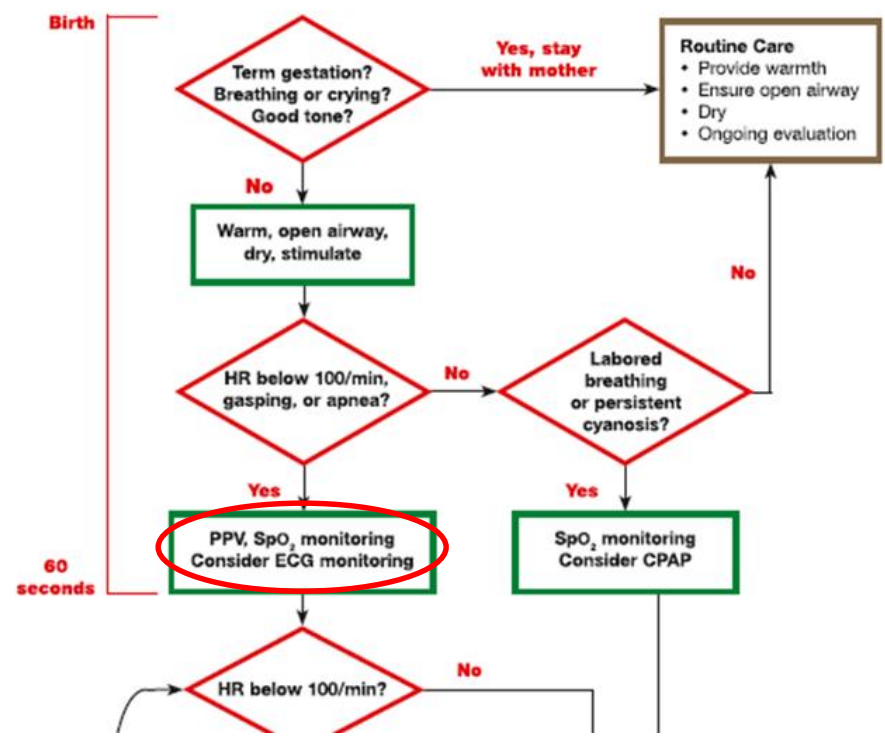 Birth
Term gestation?
Breathing or crying?
Good tone?
Yes, stay
with mother
Routine Care
• Provide warmth
• Ensure open airway
• Dry
• Ongoing evaluation
No
Warm, open airway,
dry, stimulate
No
HR below 100/min,
gasping, or apnea?
No
Labored
breathing
or persistent
cyanosis?
Yes
Yes
PPV, SpO₂ monitoring
Consider ECG monitoring
SpO₂ monitoring
Consider CPAP
60
seconds
HR below 100/min?
No